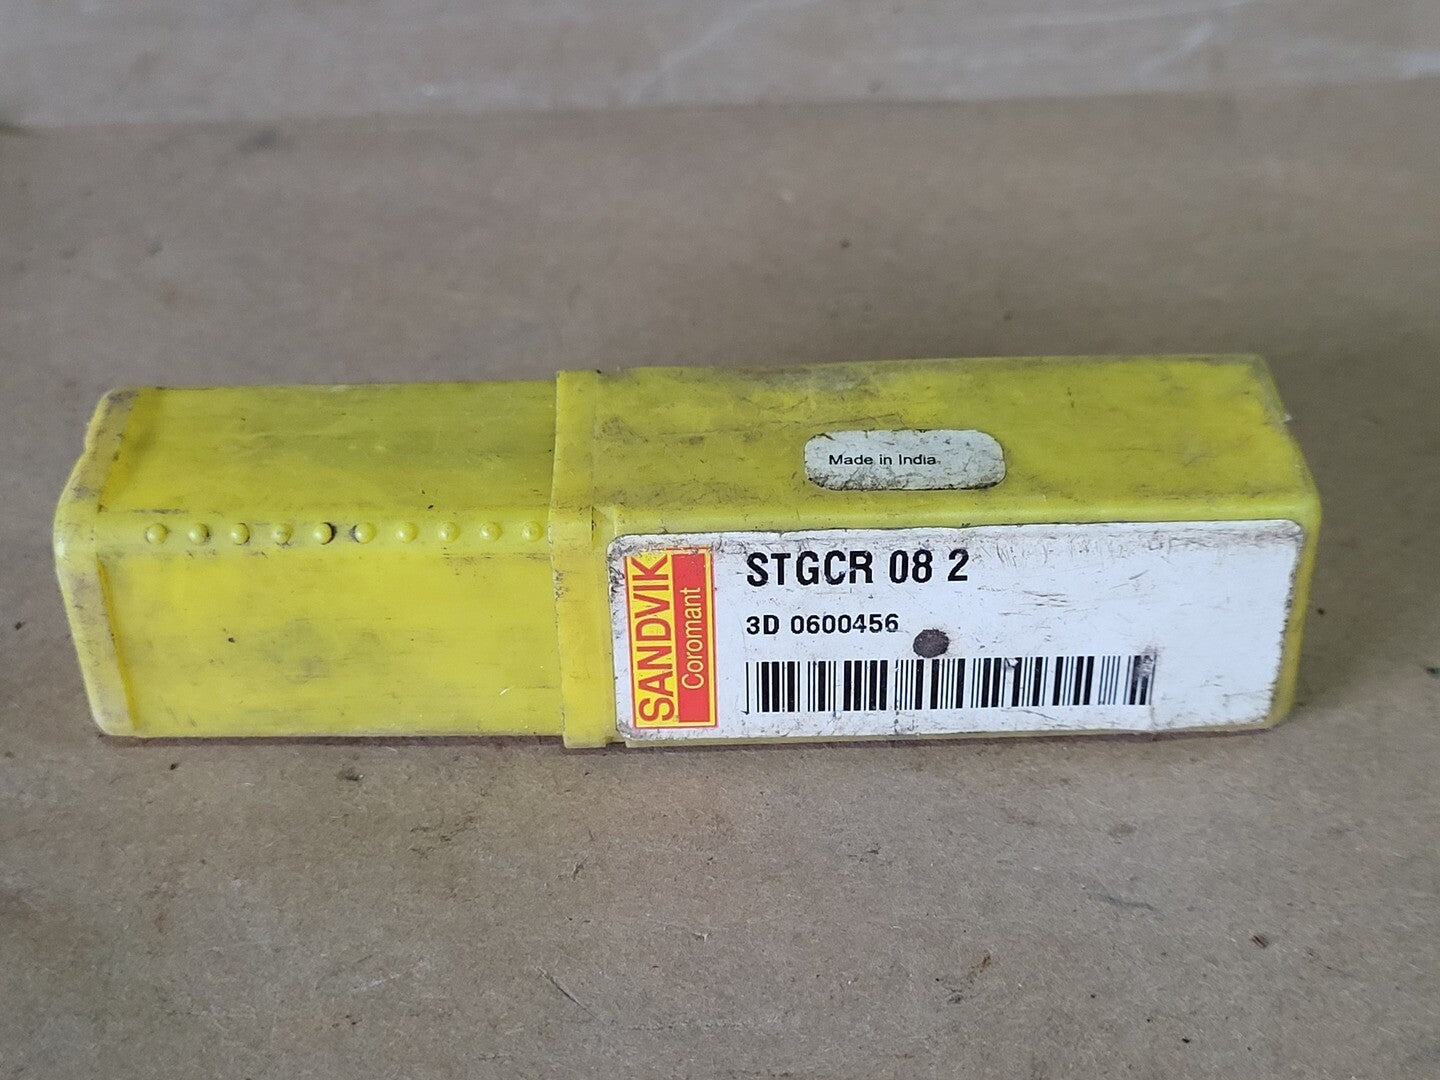 Made in India
SANDVIK
Coromant
STGCR 08 2
3D 0600456